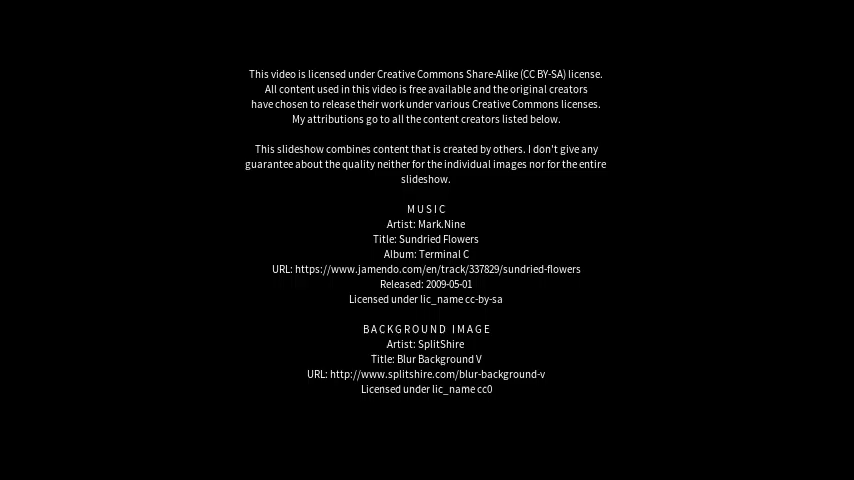 This video is licensed under Creative Commons Share-Alike (CC BY-SA) license.
All content used in this video is free available and the original creators
have chosen to release their work under various Creative Commons licenses.
My attributions go to all the content creators listed below.
This slideshow combines content that is created by others. I don't give any
guarantee about the quality neither for the individual images nor for the entire
slideshow.
MUSIC
Artist: Mark.Nine
Title: Sundried Flowers
Album: Terminal C
URL: https://www.jamendo.com/en/track/337829/sundried-flowers
Released: 2009-05-01
Licensed under lic_name cc-by-sa
BACKGROUND IMAGE
Artist: SplitShire
Title: Blur Background V
URL: http://www.splitshire.com/blur-background-v
Licensed under lic_name cc0